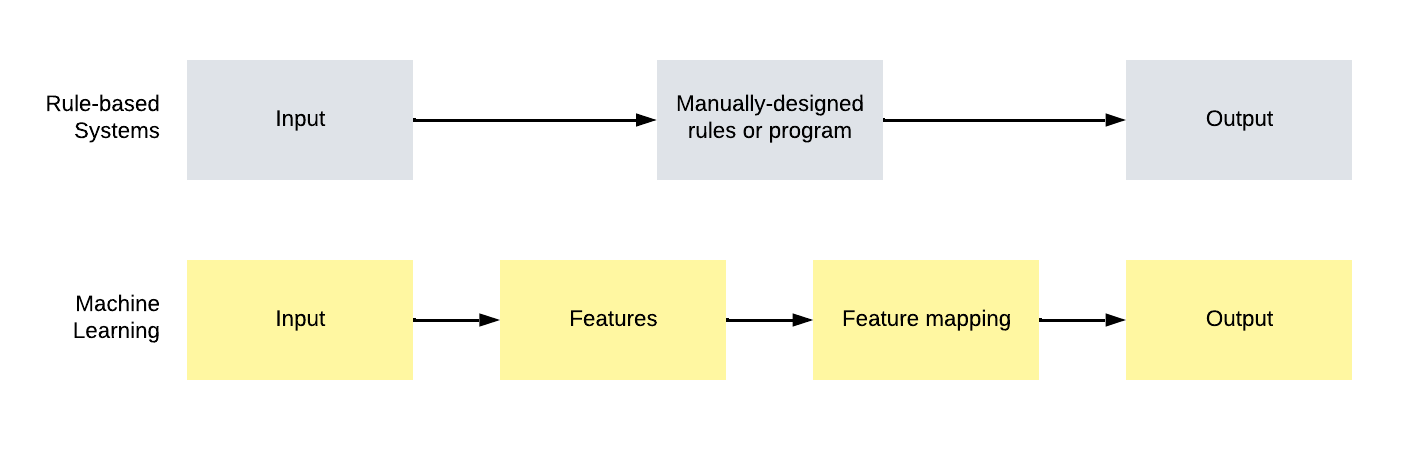 Rule-based
Systems
Input
Manually-designed
rules or program
Output
Machine
Learning
Input
Features
Feature mapping
Output